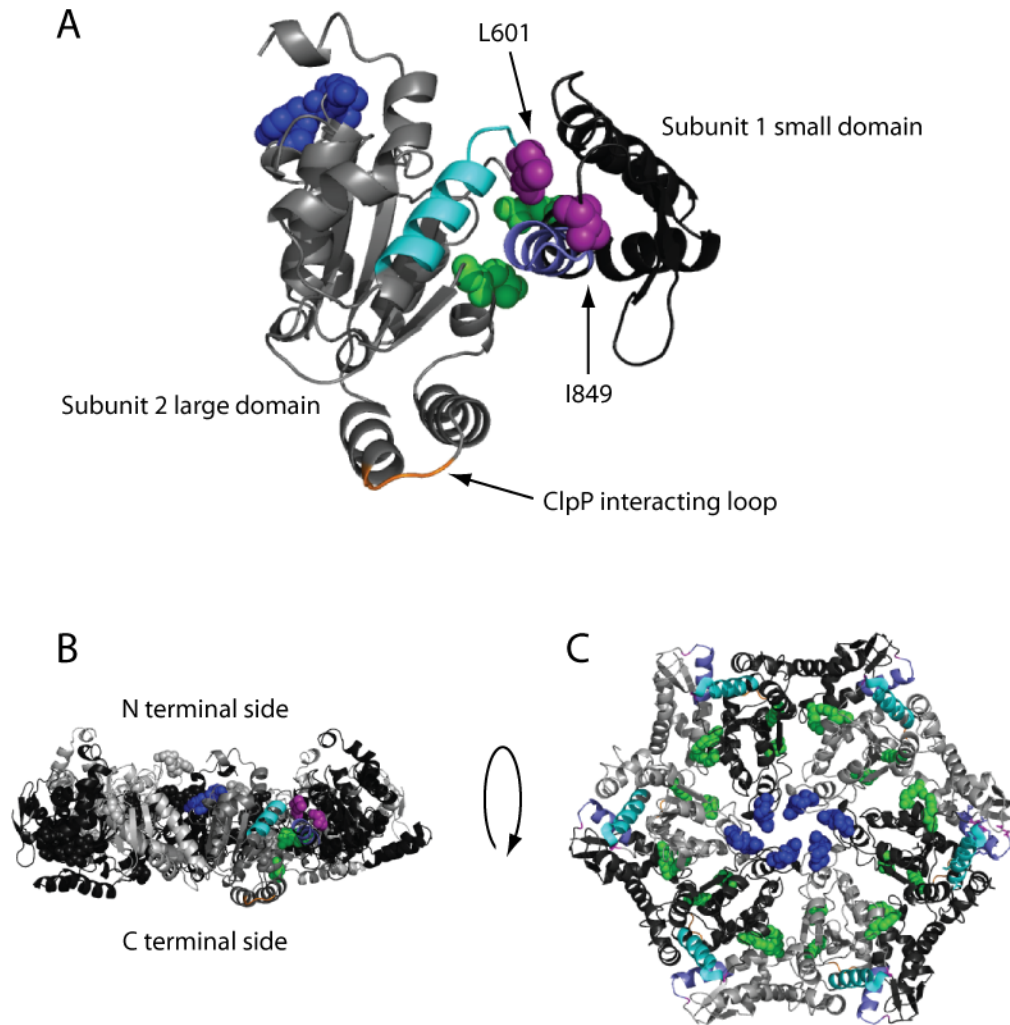 A
L601
Subunit 1 small domain
I849
Subunit 2 large domain
ClpP interacting loop
B
C
N terminal side
C terminal side